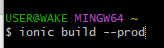 USER@WAKE MINGW64 ~
$ ionic build --prod